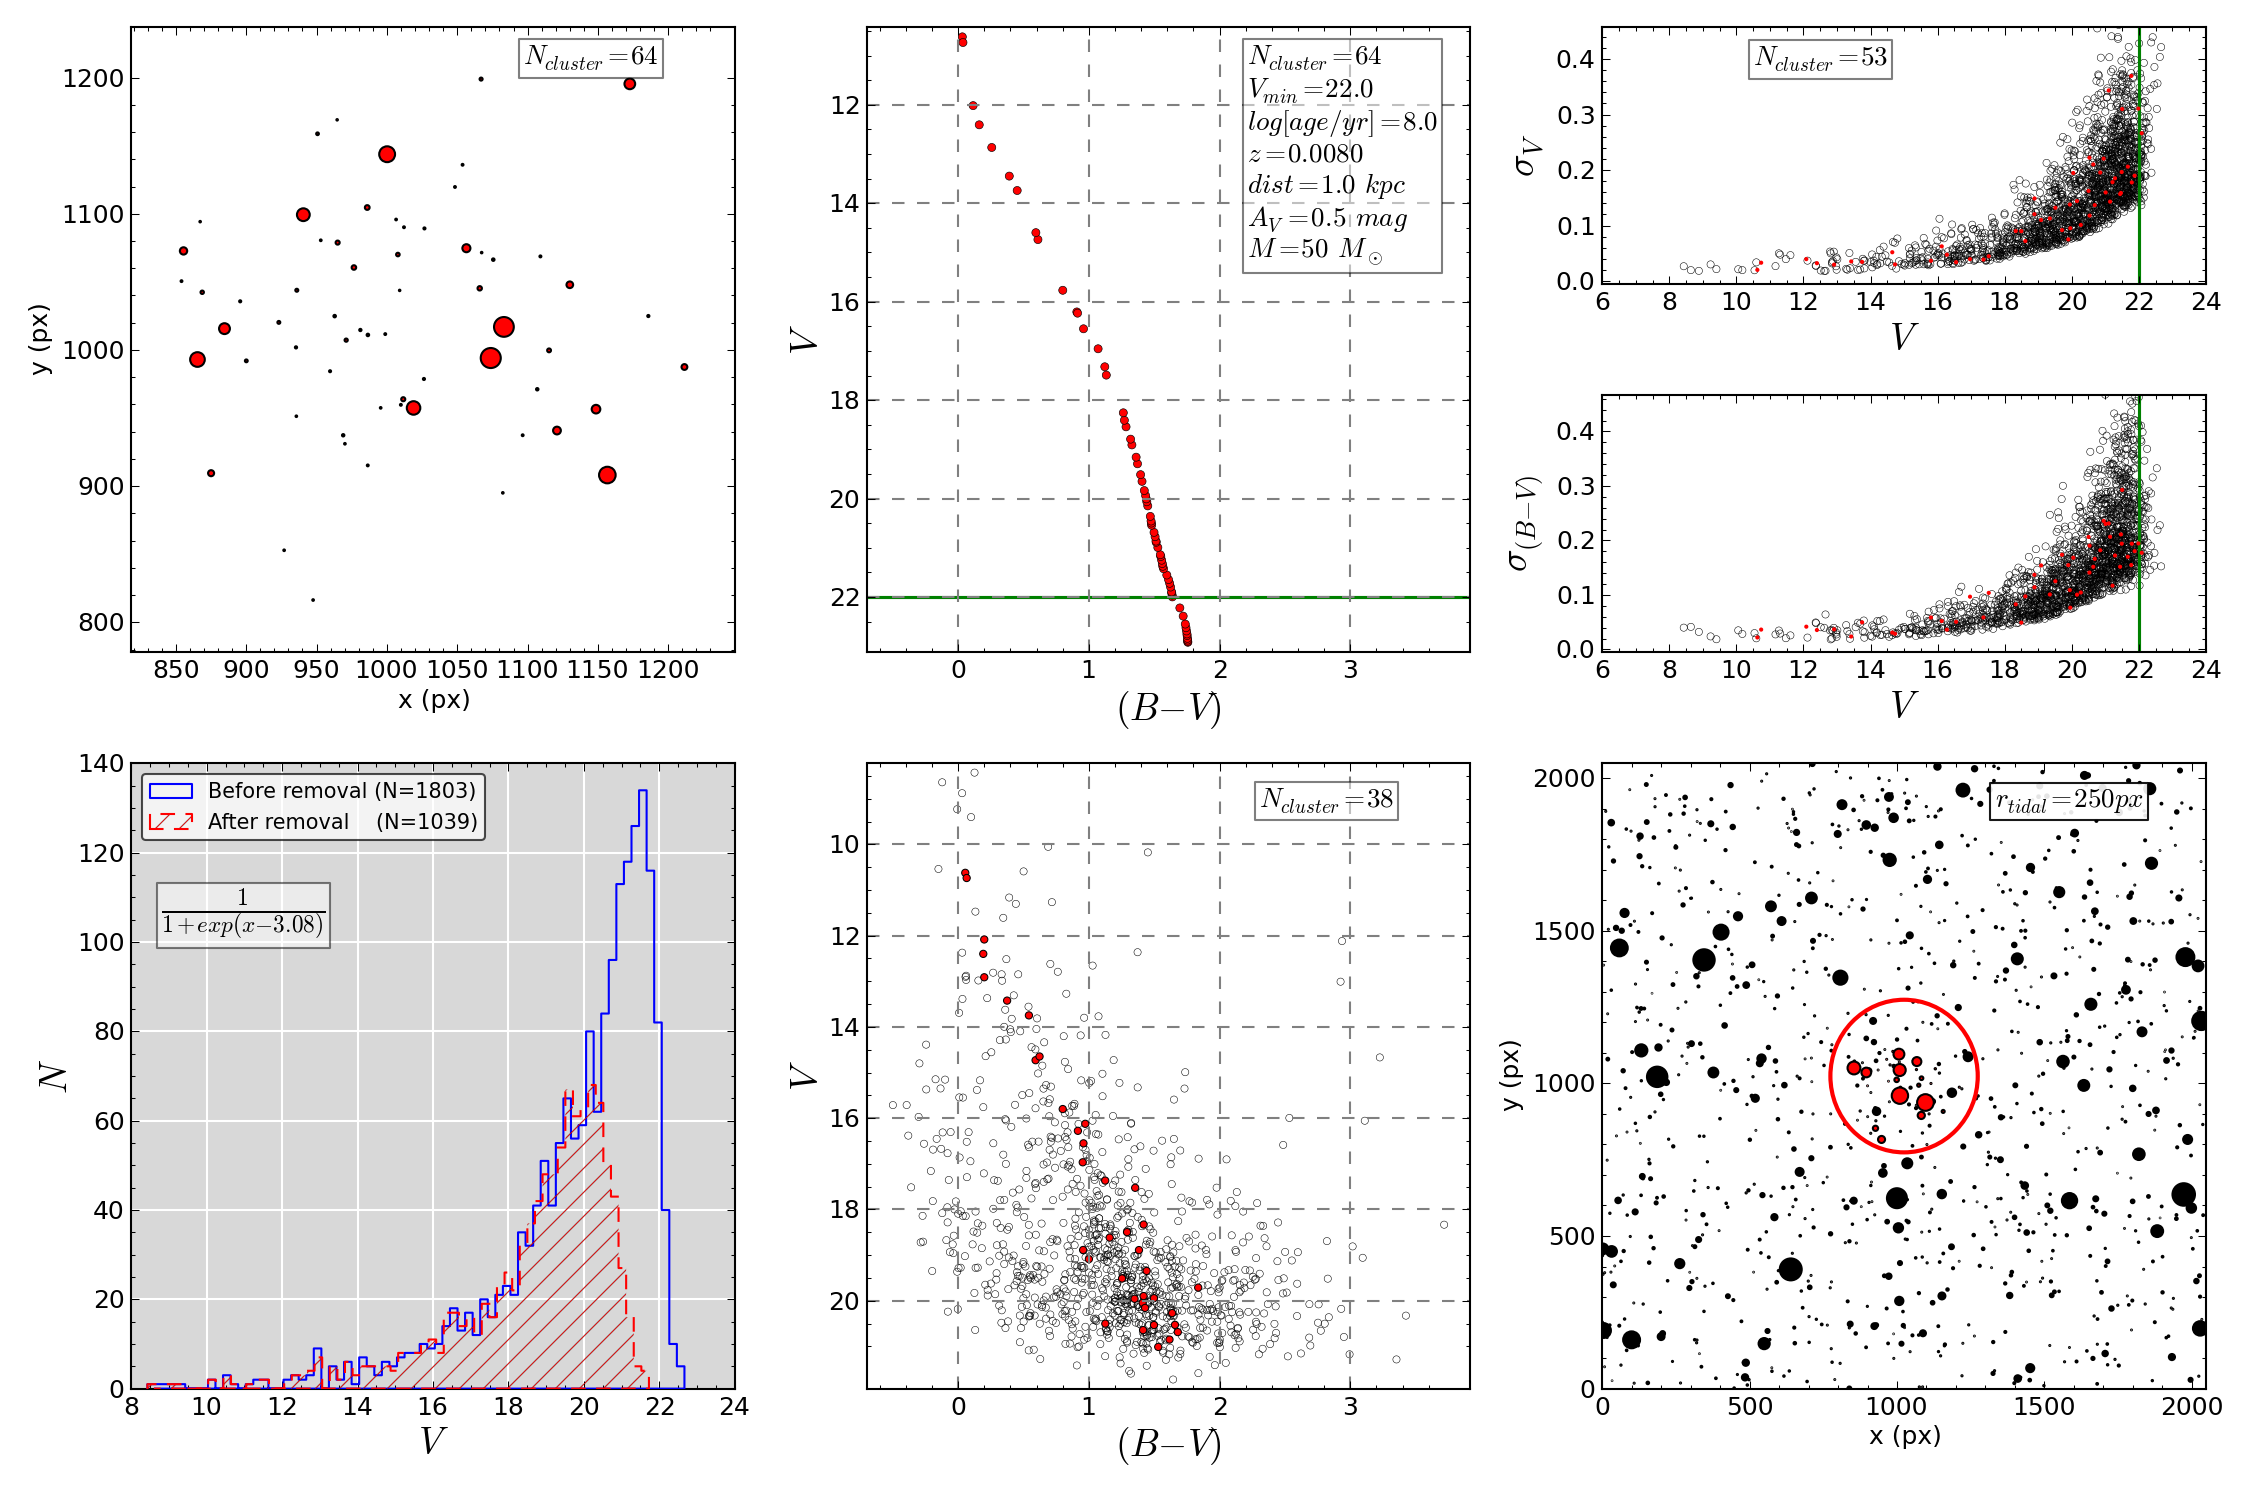 N_cluster=64
1200
1100
1000
900
800
y (px)
850 900 950 1000 1050 1100 1150 1200
x (px)
N_cluster=64
V_min=22.0
log[age/yr]=8.0
z=0.0080
dist=1.0 kpc
A_V=0.5 mag
M=50 M_⊙
12
14
16
18
20
22
V
0 1 2 3
(B−V)
N_cluster=53
0.4
0.3
0.2
0.1
0.0
σ_V
6 8 10 12 14 16 18 20 22 24
V
0.4
0.3
0.2
0.1
0.0
σ_(B−V)
6 8 10 12 14 16 18 20 22 24
V
Before removal (N=1803)
After removal (N=1039)
1
1+exp(x−3.08)
140
120
100
80
60
40
20
0
N
8 10 12 14 16 18 20 22 24
V
N_cluster=38
10
12
14
16
18
20
V
0 1 2 3
(B−V)
r_tidal=250px
2000
1500
1000
500
0
y (px)
0 500 1000 1500 2000
x (px)